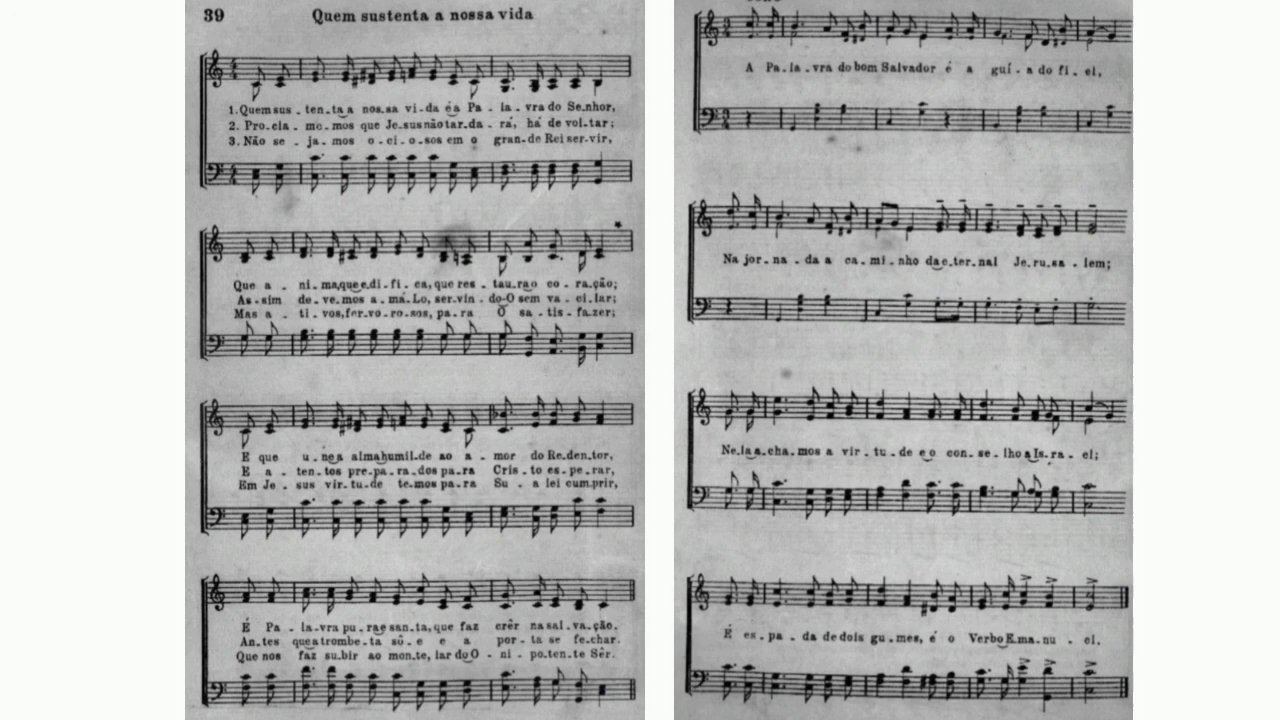 39 Quem sustenta a nossa vida
1. Quem sus - ten-ta a nos-sa vi-da é a Pa - la-vra do Se-nhor,
2. Pro-cla - me-mos que Je-sus não tar-da - rá, há de vol-tar;
3. Não se - ja-mos o-ci-o-sos em o gran-de Rei ser-vir,
Que a - ni-ma, que e-di-fi-ca, que res - tau-ra o co-ra-ção;
As-sim de-ve-mos a-má-Lo, ser-vin - do-O sem va-ci-lar;
Mas a - ti-vos, fer-vo-ro-sos, pa-ra O sa-tis-fa-zer;
E que u-ne a alma humil-de ao a - mor do Re-den-tor,
E a - ten-tos pre-pa-ra-dos pa-ra Cris-to es-pe-rar,
Em Je - sus vir-tu-de te-mos pa-ra Su - a lei cum-prir,
É Pa - la-vra pu-ra e san-ta, que faz crêr na sal-va-ção.
An-tes que a trombe-ta sô-e e a por-ta se fe-char.
Que nos faz su-bir ao mon-te, lar do O - ni-po-ten-te Sêr.
A Pa-la-vra do bom Salvador é a guí-a do fi-el,
Na jor-na-da a ca-mi-nho da e-ter-nal Je-ru-sa-lem;
Ne-la a-cha-mos a vir-tu-de e o con-se-lho a Is-ra-el;
É es-pa-da de dois gu-mes, é o Verbo E-ma-nu-el.